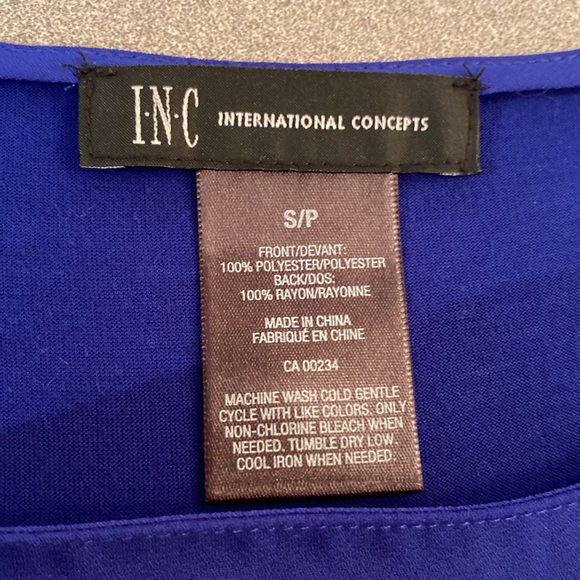 I·N·C INTERNATIONAL CONCEPTS
S/P
FRONT/DEVANT:
100% POLYESTER/POLYESTER
BACK/DOS:
100% RAYON/RAYONNE
MADE IN CHINA
FABRIQUÉ EN CHINE
CA 00234
MACHINE WASH COLD GENTLE
CYCLE WITH LIKE COLORS. ONLY
NON-CHLORINE BLEACH WHEN
NEEDED. TUMBLE DRY LOW.
COOL IRON WHEN NEEDED.